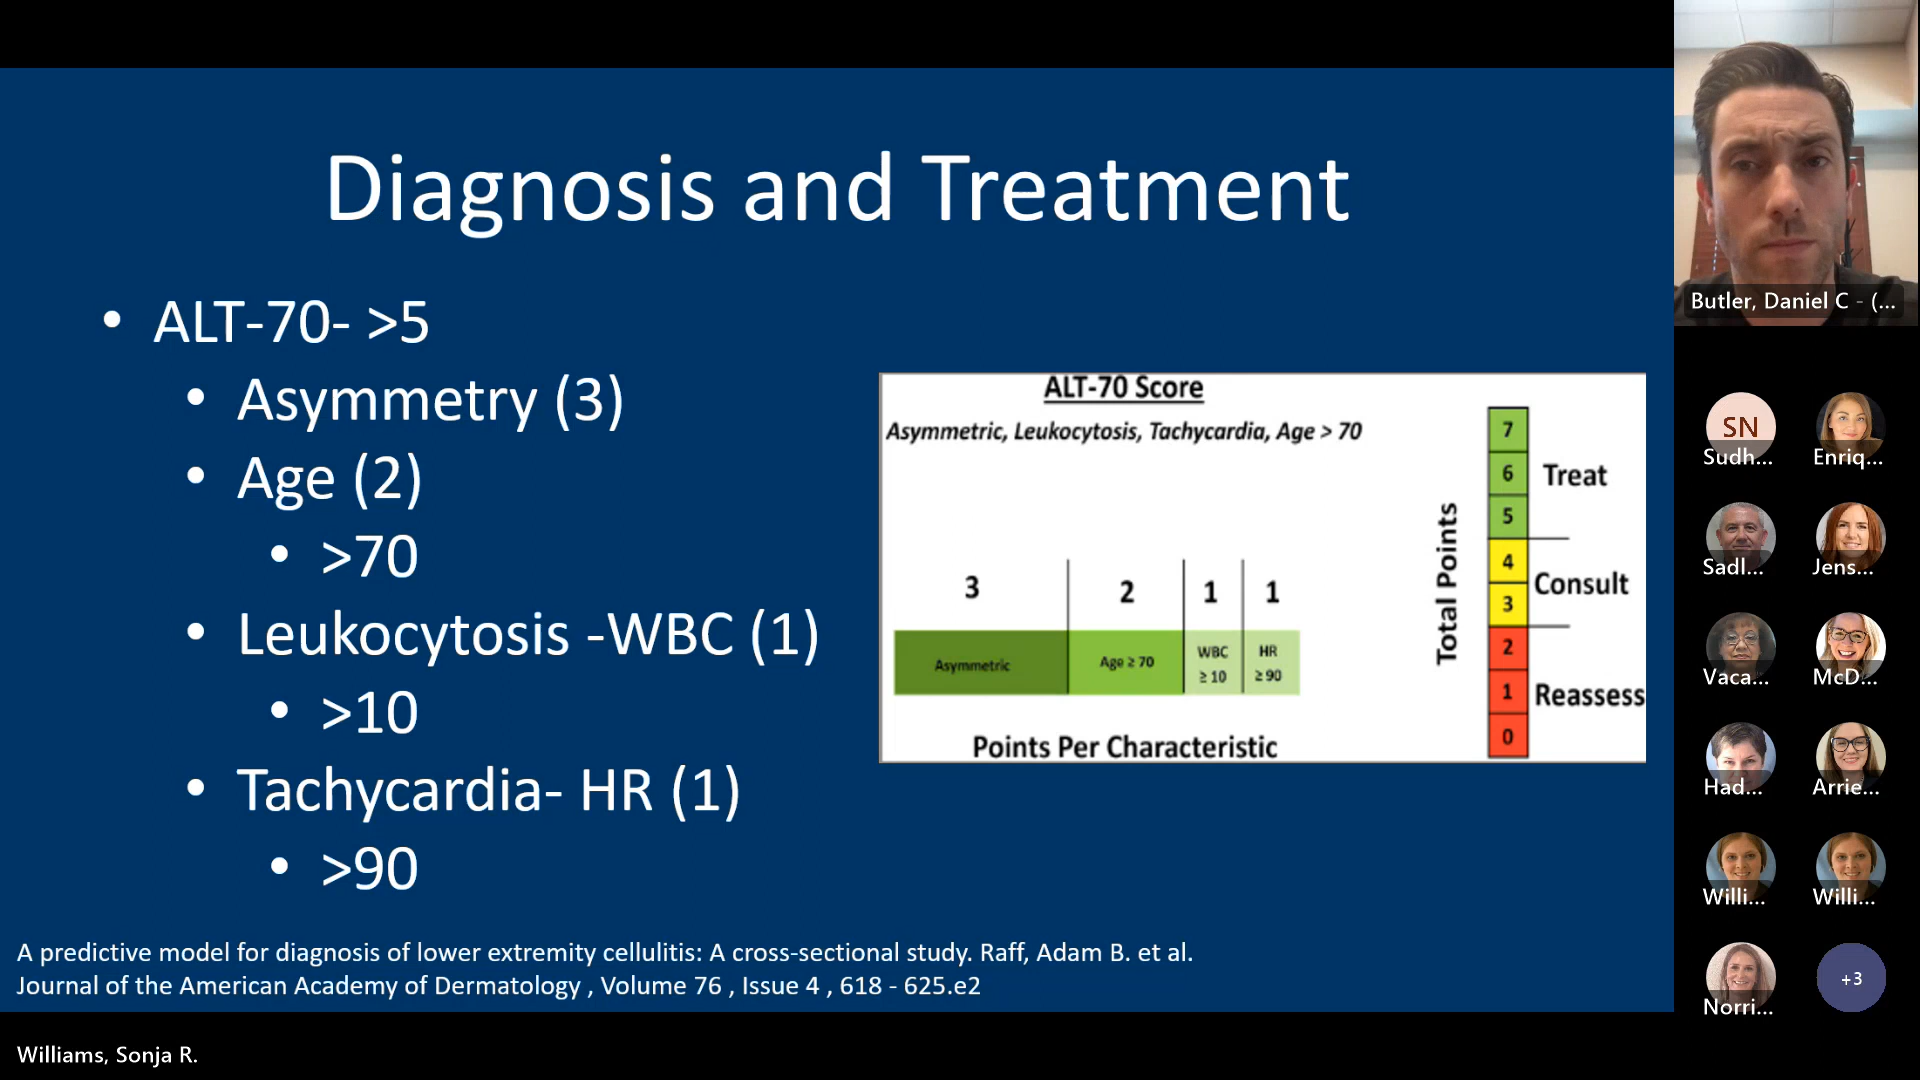 Diagnosis and Treatment
• ALT-70- >5
• Asymmetry (3)
• Age (2)
• >70
• Leukocytosis -WBC (1)
• >10
• Tachycardia- HR (1)
• >90
ALT-70 Score
Asymmetric, Leukocytosis, Tachycardia, Age > 70
3 2 1 1
Asymmetric
Age ≥ 70
WBC
≥ 10
HR
≥ 90
Points Per Characteristic
Total Points
7
6
5
4
3
2
1
0
Treat
Consult
Reassess
A predictive model for diagnosis of lower extremity cellulitis: A cross-sectional study. Raff, Adam B. et al.
Journal of the American Academy of Dermatology , Volume 76 , Issue 4 , 618 - 625.e2
Williams, Sonja R.
Butler, Daniel C - (...
SN
Sudh...
Enriq...
Sadl...
Jens...
Vaca...
McD...
Had...
Arrie...
Willi...
Willi...
Norri...
+3